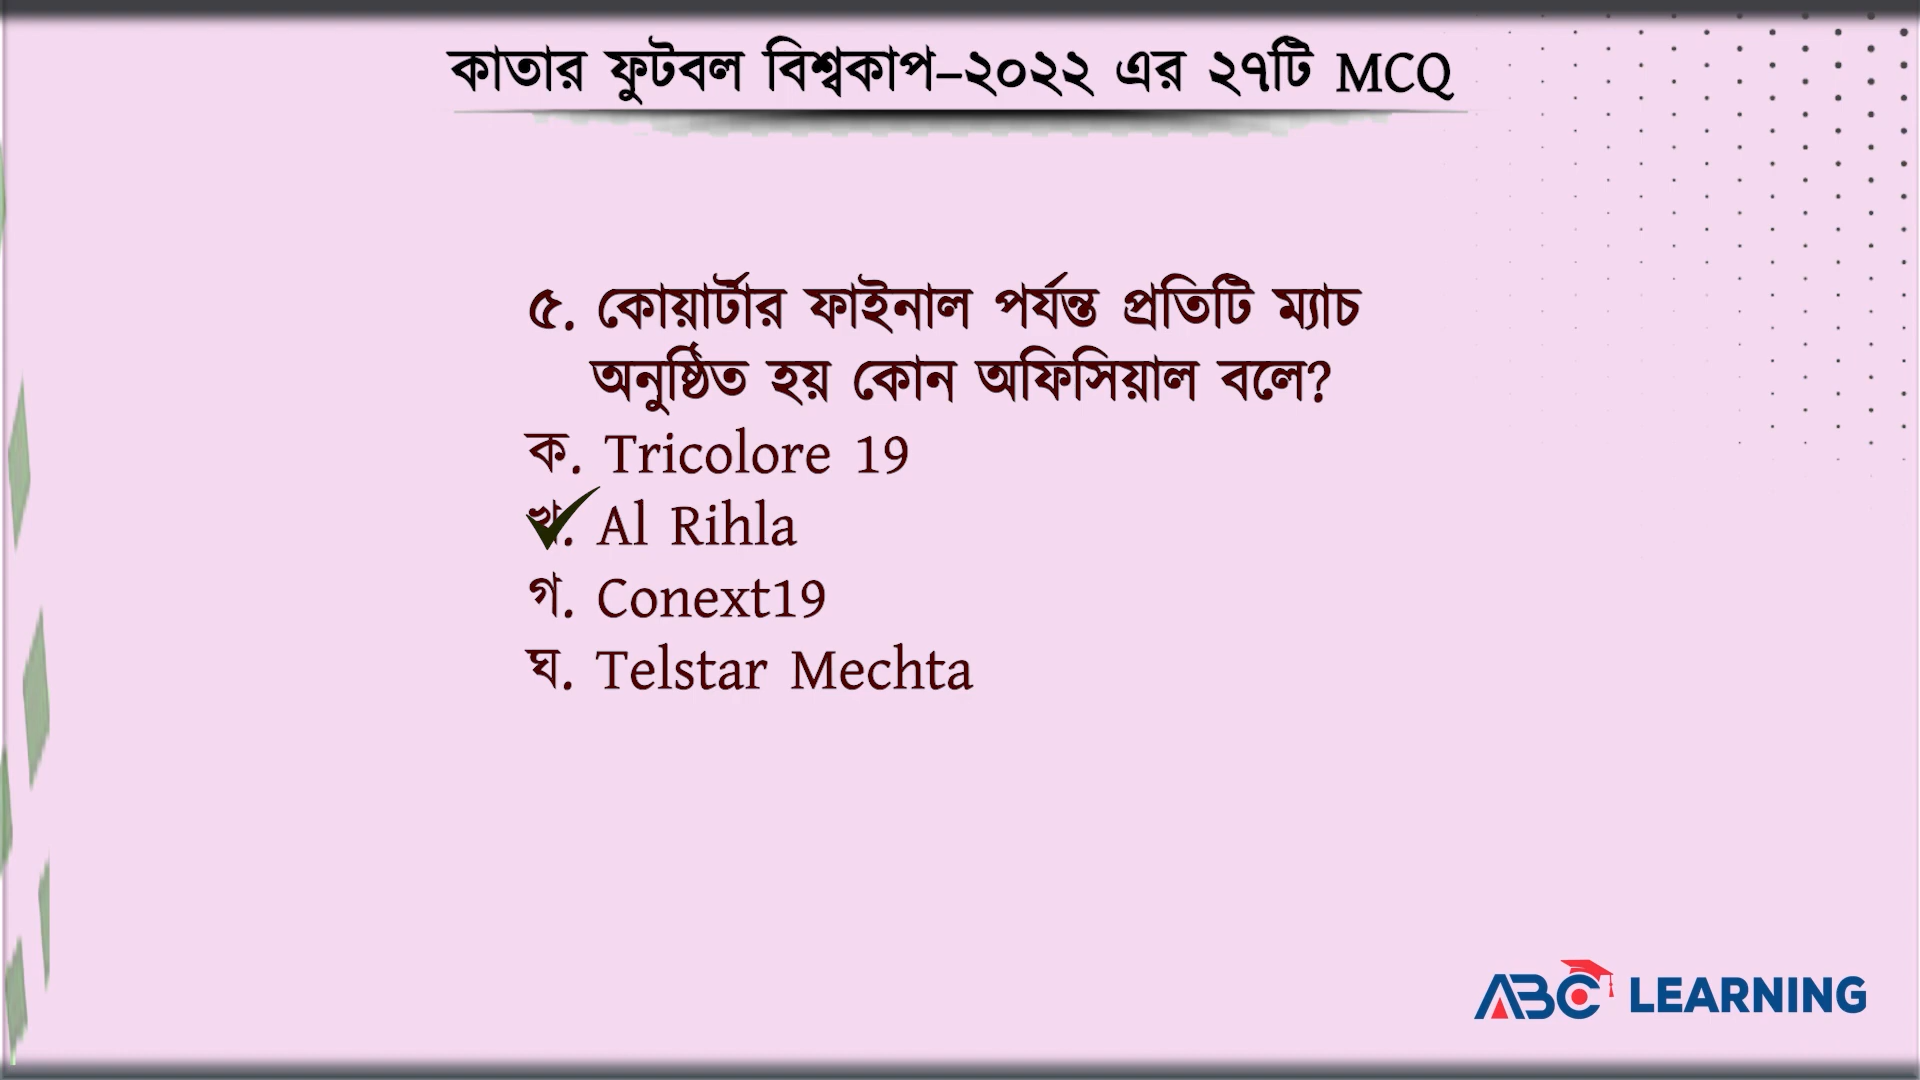 কাতার ফুটবল বিশ্বকাপ–২০২২ এর ২৭টি MCQ
৫. কোয়ার্টার ফাইনাল পর্যন্ত প্রতিটি ম্যাচ
অনুষ্ঠিত হয় কোন অফিসিয়াল বলে?
ক. Tricolore 19
খ. Al Rihla
গ. Conext19
ঘ. Telstar Mechta
ABC LEARNING